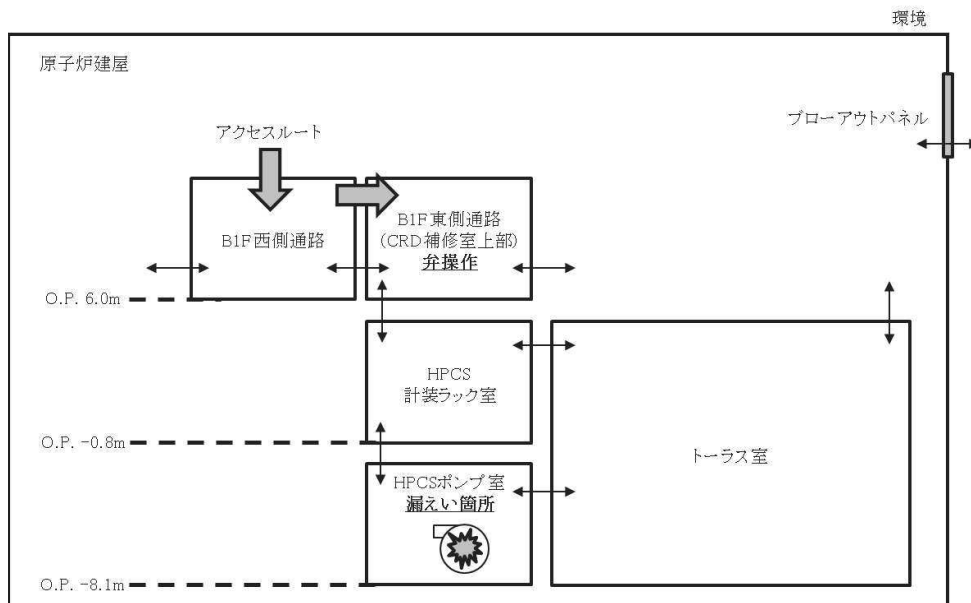 環境
原子炉建屋
ブローアウトパネル
アクセスルート
B1F西側通路
B1F東側通路
(CRD補修室上部)
弁操作
O.P. 6.0m
HPCS
計装ラック室
O.P. -0.8m
トーラス室
HPCSポンプ室
漏えい箇所
O.P. -8.1m